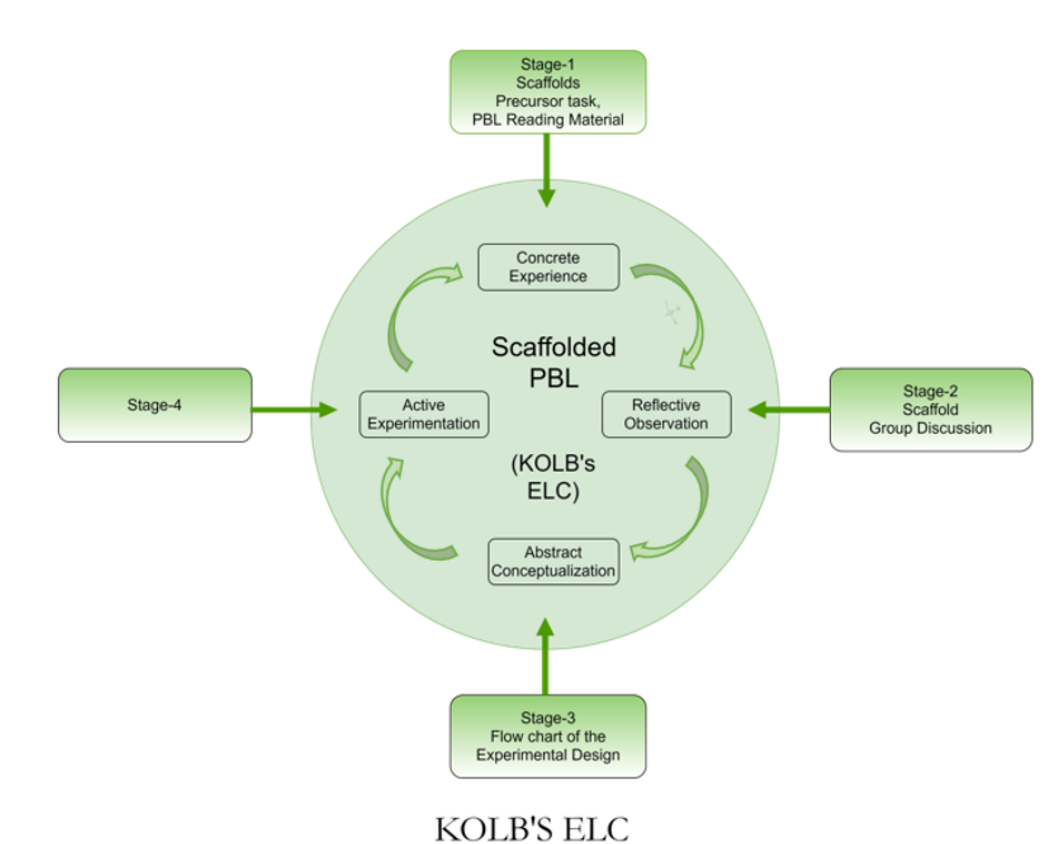 Stage-1
Scaffolds
Precursor task,
PBL Reading Material
Concrete
Experience
Scaffolded
PBL
Stage-4
Active
Experimentation
Reflective
Observation
Stage-2
Scaffold
Group Discussion
(KOLB's
ELC)
Abstract
Conceptualization
Stage-3
Flow chart of the
Experimental Design
KOLB'S ELC